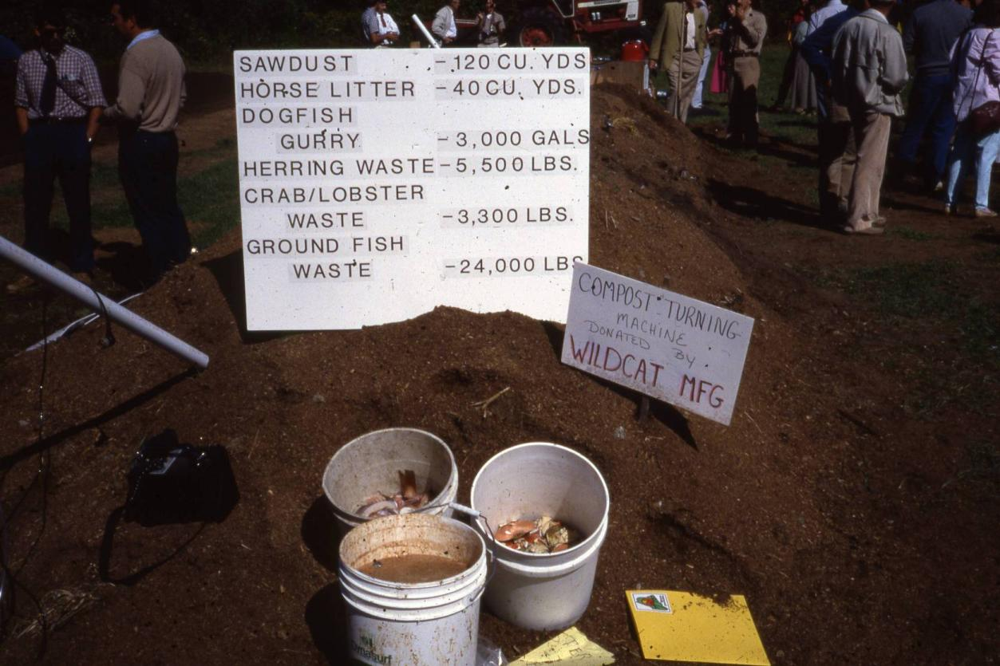 SAWDUST -120 CU. YDS
HORSE LITTER -40 CU. YDS.
DOGFISH
GURRY -3,000 GALS
HERRING WASTE-5,500 LBS.
CRAB/LOBSTER
WASTE -3,300 LBS.
GROUND FISH
WASTE -24,000 LBS
COMPOST-TURNING
MACHINE
DONATED BY
WILDCAT MFG